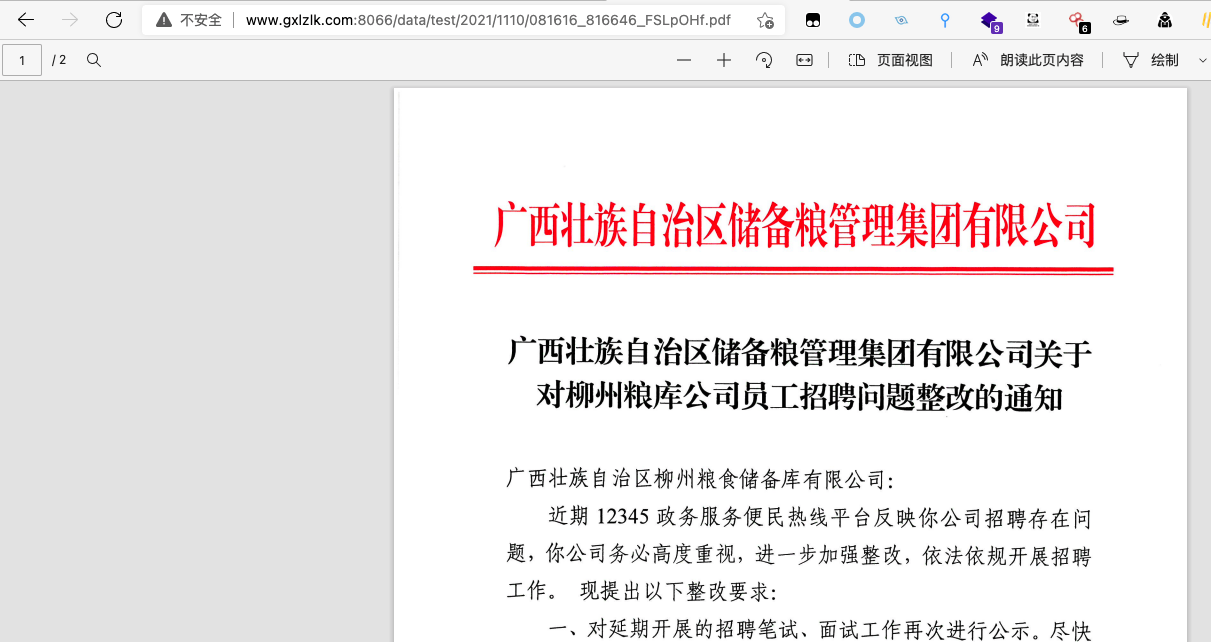 不安全 www.gxlzlk.com:8066/data/test/2021/1110/081616_816646_FSLpOHf.pdf 9 6
1 / 2 页面视图 朗读此页内容 绘制
广西壮族自治区储备粮管理集团有限公司
广西壮族自治区储备粮管理集团有限公司关于
对柳州粮库公司员工招聘问题整改的通知
广西壮族自治区柳州粮食储备库有限公司：
近期 12345 政务服务便民热线平台反映你公司招聘存在问
题，你公司务必高度重视，进一步加强整改，依法依规开展招聘
工作。 现提出以下整改要求：
一、对延期开展的招聘笔试、面试工作再次进行公示。尽快